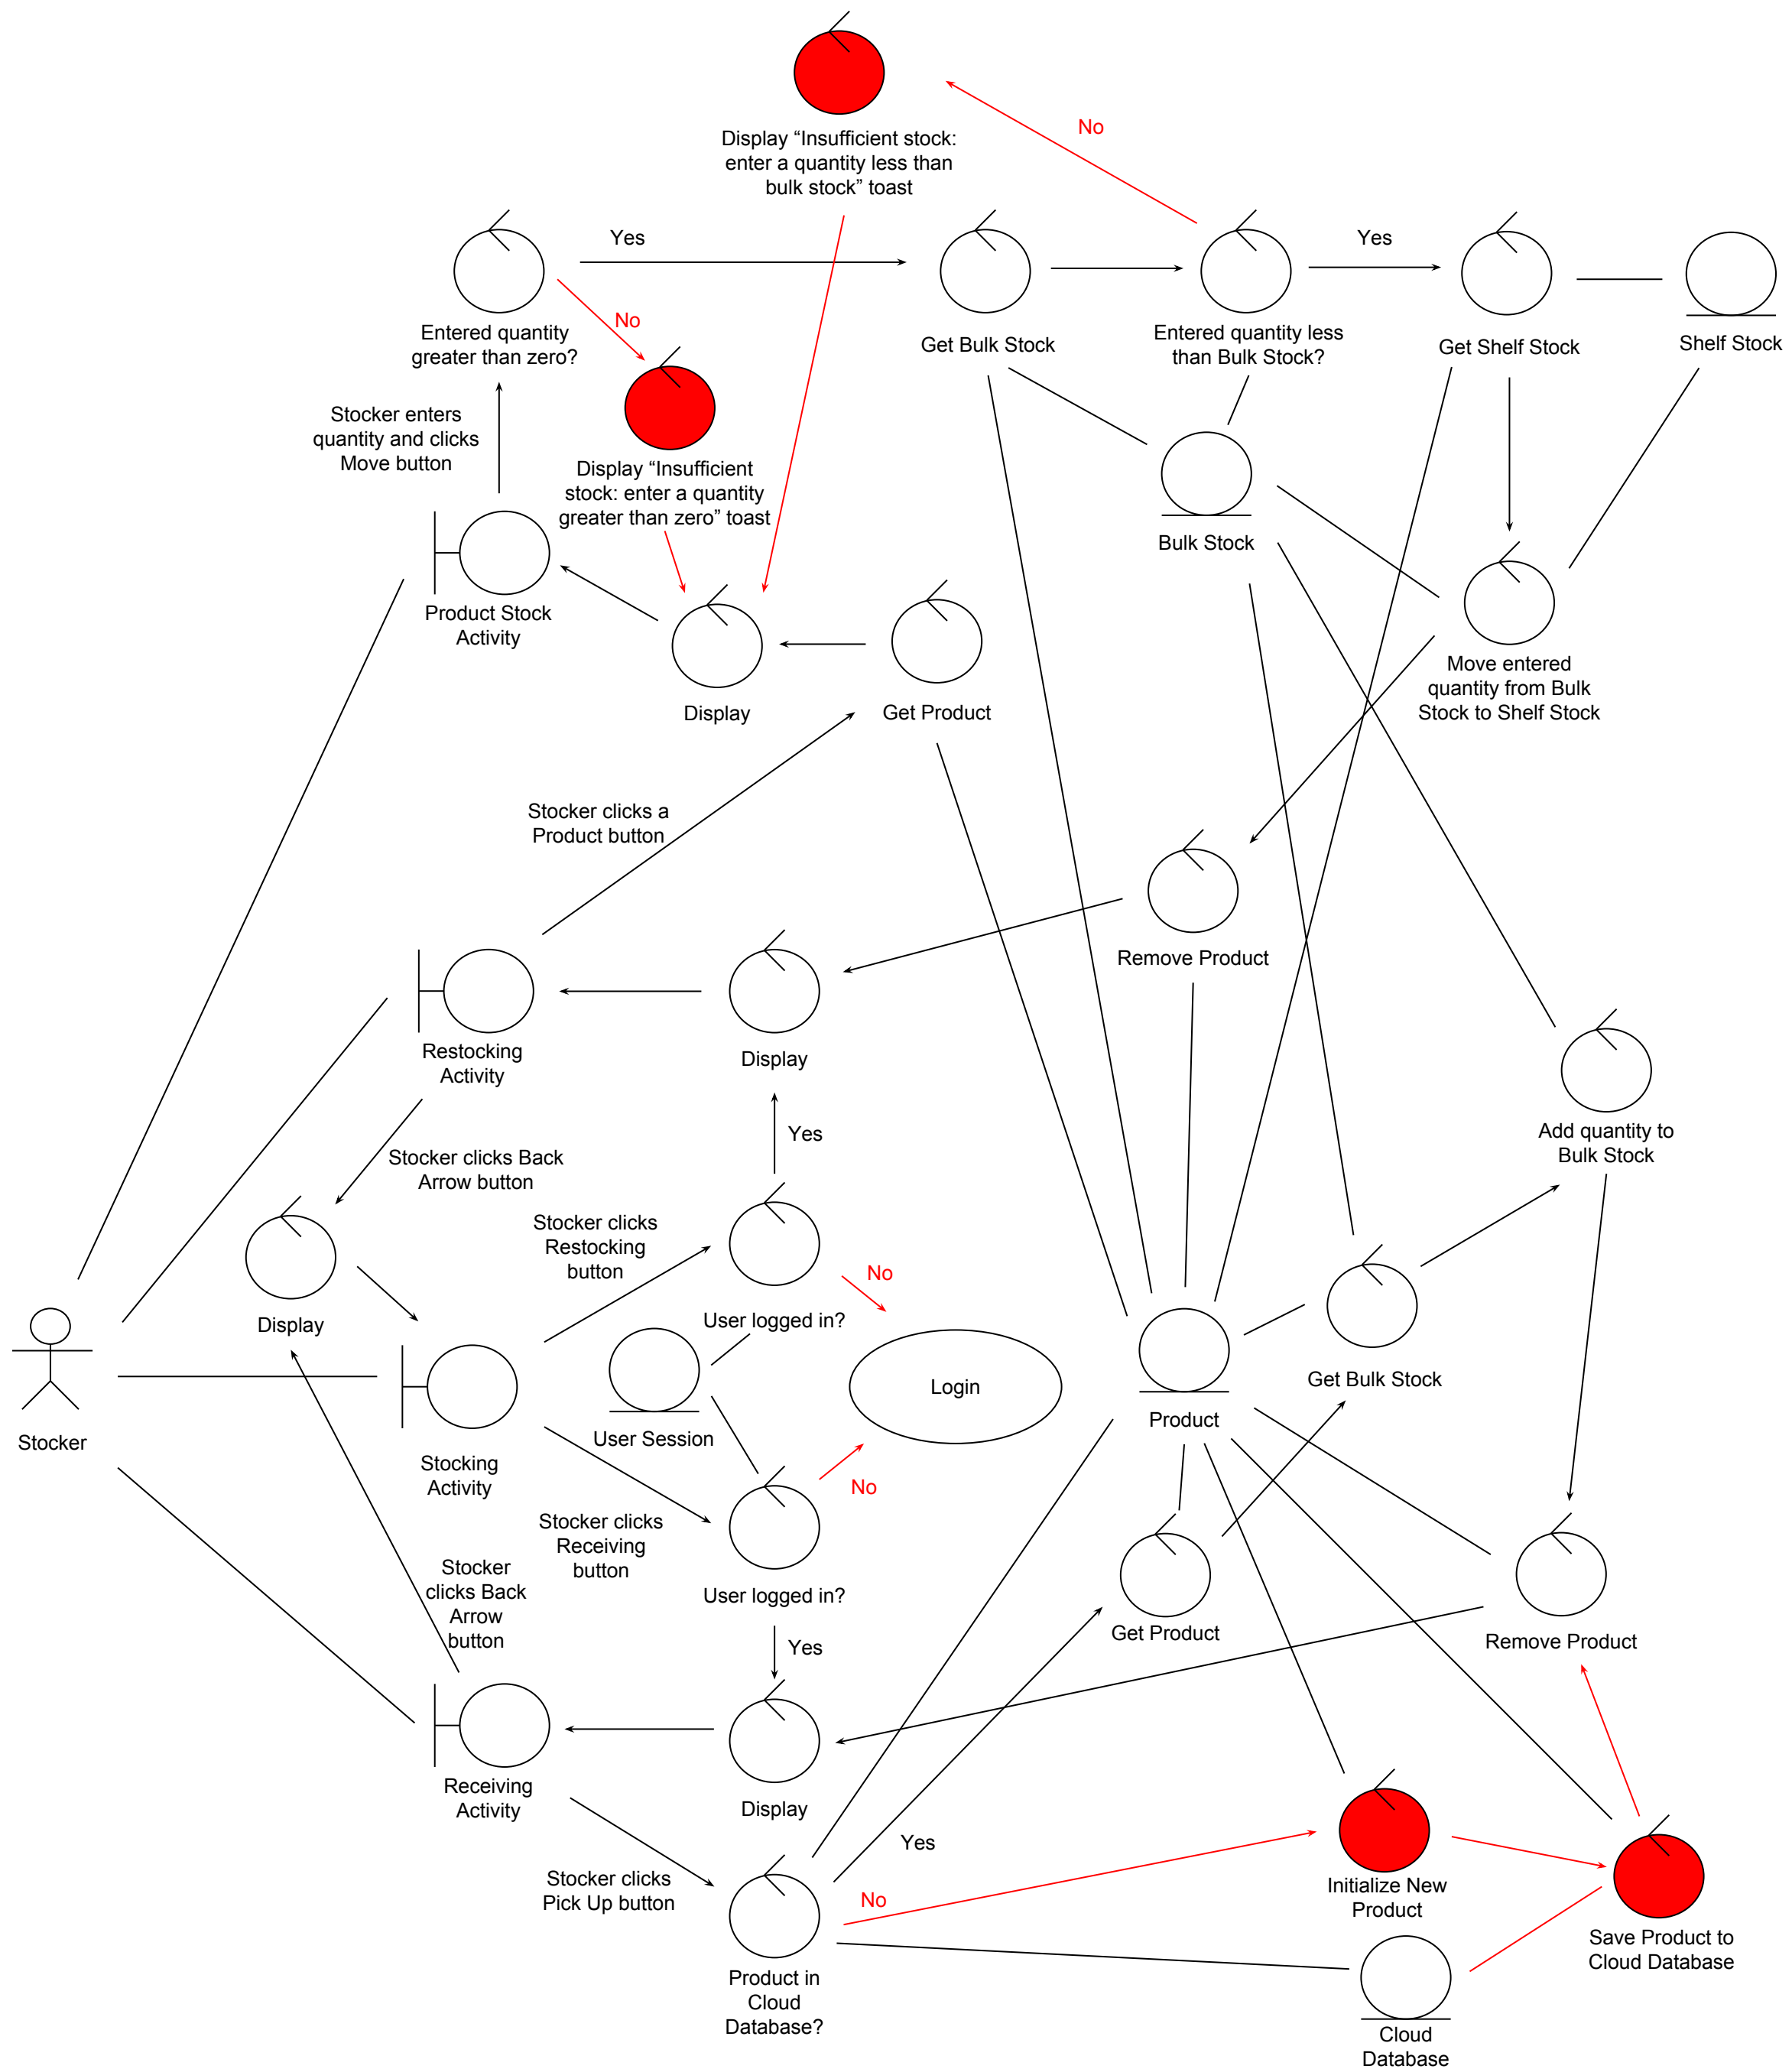 No
Display “Insufficient stock:
enter a quantity less than
bulk stock” toast
Yes
Yes
No
Entered quantity
greater than zero?
Get Bulk Stock
Entered quantity less
than Bulk Stock?
Get Shelf Stock
Shelf Stock
Stocker enters
quantity and clicks
Move button
Display “Insufficient
stock: enter a quantity
greater than zero” toast
Bulk Stock
Product Stock
Activity
Display
Get Product
Move entered
quantity from Bulk
Stock to Shelf Stock
Stocker clicks a
Product button
Remove Product
Restocking
Activity
Display
Yes
Add quantity to
Bulk Stock
Stocker clicks Back
Arrow button
Stocker clicks
Restocking
button
No
Display
User logged in?
Login
Get Bulk Stock
Stocker
User Session
Product
Stocking
Activity
No
Stocker clicks
Receiving
button
Stocker
clicks Back
Arrow
button
User logged in?
Get Product
Remove Product
Yes
Receiving
Activity
Display
Yes
Stocker clicks
Pick Up button
No
Initialize New
Product
Save Product to
Cloud Database
Product in
Cloud
Database?
Cloud
Database